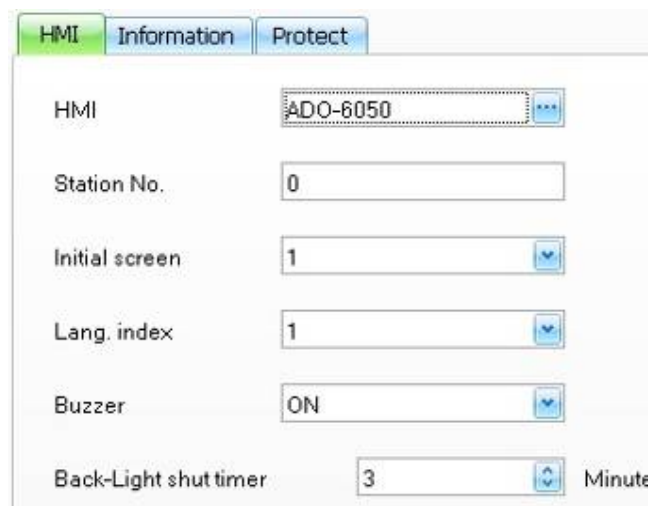 HMI Information Protect
HMI ADO-6050 ...
Station No. 0
Initial screen 1
Lang. index 1
Buzzer ON
Back-Light shut timer 3 Minute